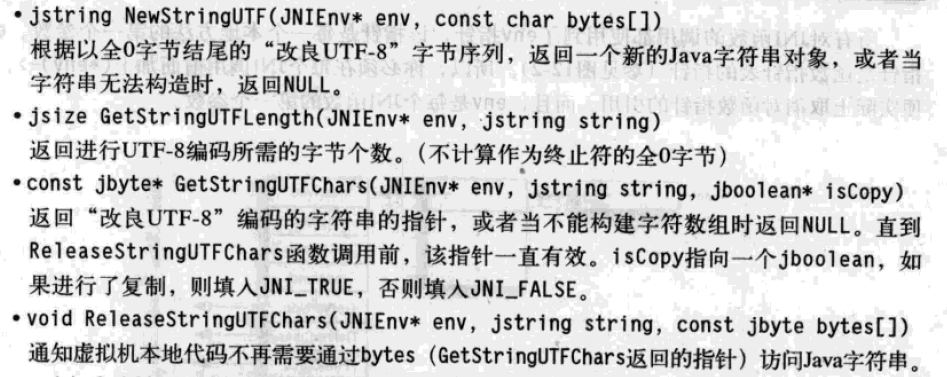 • jstring NewStringUTF(JNIEnv* env, const char bytes[])
根据以全0字节结尾的“改良UTF-8”字节序列，返回一个新的Java字符串对象，或者当
字符串无法构造时，返回NULL。
• jsize GetStringUTFLength(JNIEnv* env, jstring string)
返回进行UTF-8编码所需的字节个数。(不计算作为终止符的全0字节)
• const jbyte* GetStringUTFChars(JNIEnv* env, jstring string, jboolean* isCopy)
返回“改良UTF-8”编码的字符串的指针，或者当不能构建字符数组时返回NULL。直到
ReleaseStringUTFChars函数调用前，该指针一直有效。isCopy指向一个jboolean，如
果进行了复制，则填入JNI_TRUE，否则填入JNI_FALSE。
• void ReleaseStringUTFChars(JNIEnv* env, jstring string, const jbyte bytes[])
通知虚拟机本地代码不再需要通过bytes（GetStringUTFChars返回的指针）访问Java字符串。